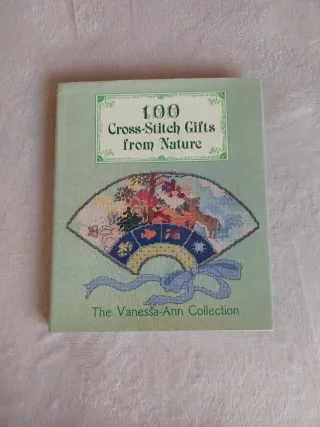 100
Cross-Stitch Gifts
from Nature
The Vanessa-Ann Collection